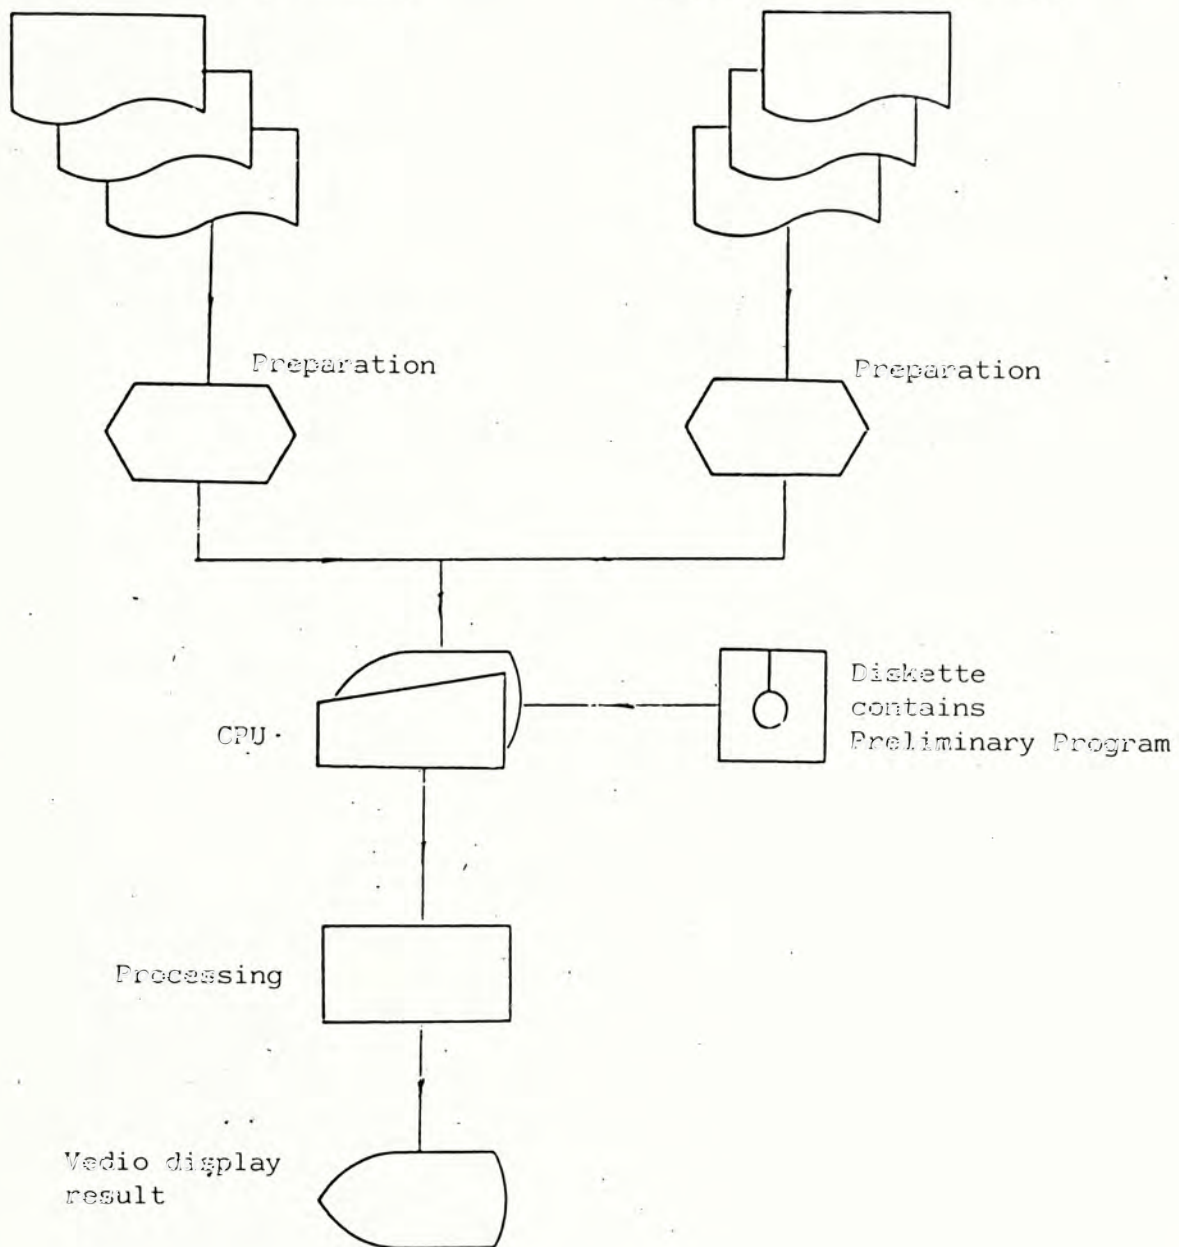 Preparation
Preparation
CPU
Diskette
contains
Preliminary Program
Processing
Vedio display
result